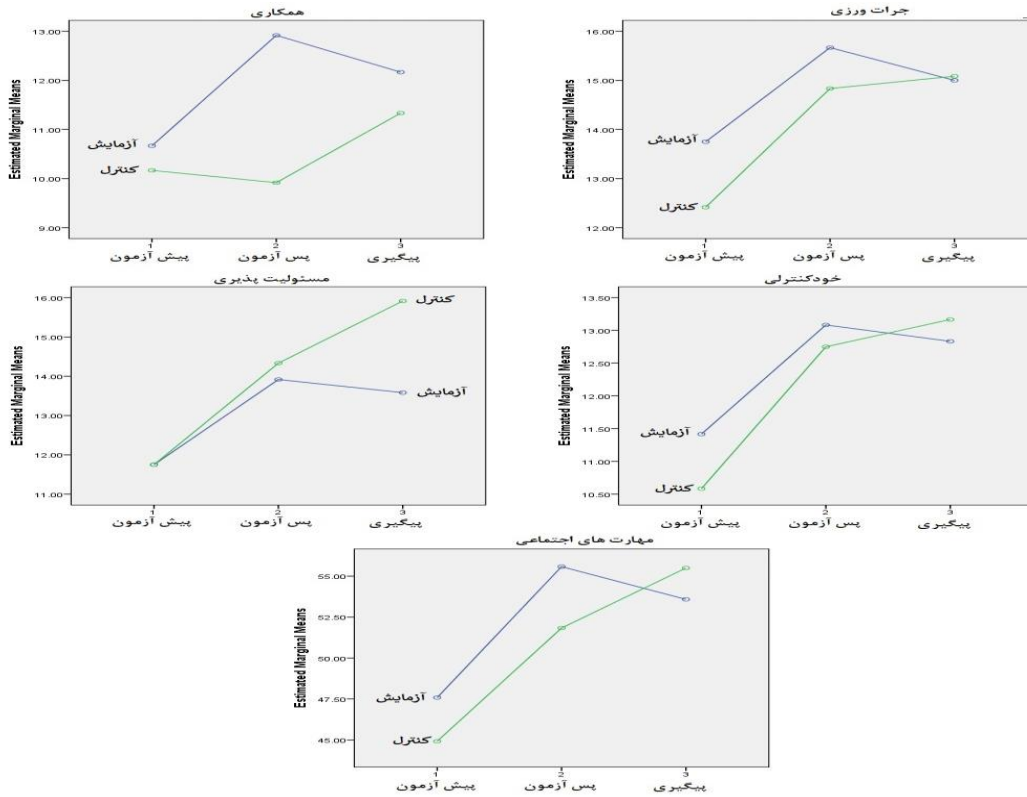 همکاری
Estimated Marginal Means
13.00
12.00
11.00
10.00
9.00
آزمایش
کنترل
1 2 3
پیش آزمون پس آزمون پیگیری
جرات ورزی
Estimated Marginal Means
16.00
15.00
14.00
13.00
12.00
آزمایش
کنترل
1 2 3
پیش آزمون پس آزمون پیگیری
مسئولیت پذیری
Estimated Marginal Means
16.00
15.00
14.00
13.00
12.00
11.00
کنترل
آزمایش
1 2 3
پیش آزمون پس آزمون پیگیری
خودکنترلی
Estimated Marginal Means
13.50
13.00
12.50
12.00
11.50
11.00
10.50
آزمایش
کنترل
1 2 3
پیش آزمون پس آزمون پیگیری
مهارت های اجتماعی
Estimated Marginal Means
55.00
52.50
50.00
47.50
45.00
آزمایش
کنترل
1 2 3
پیش آزمون پس آزمون پیگیری